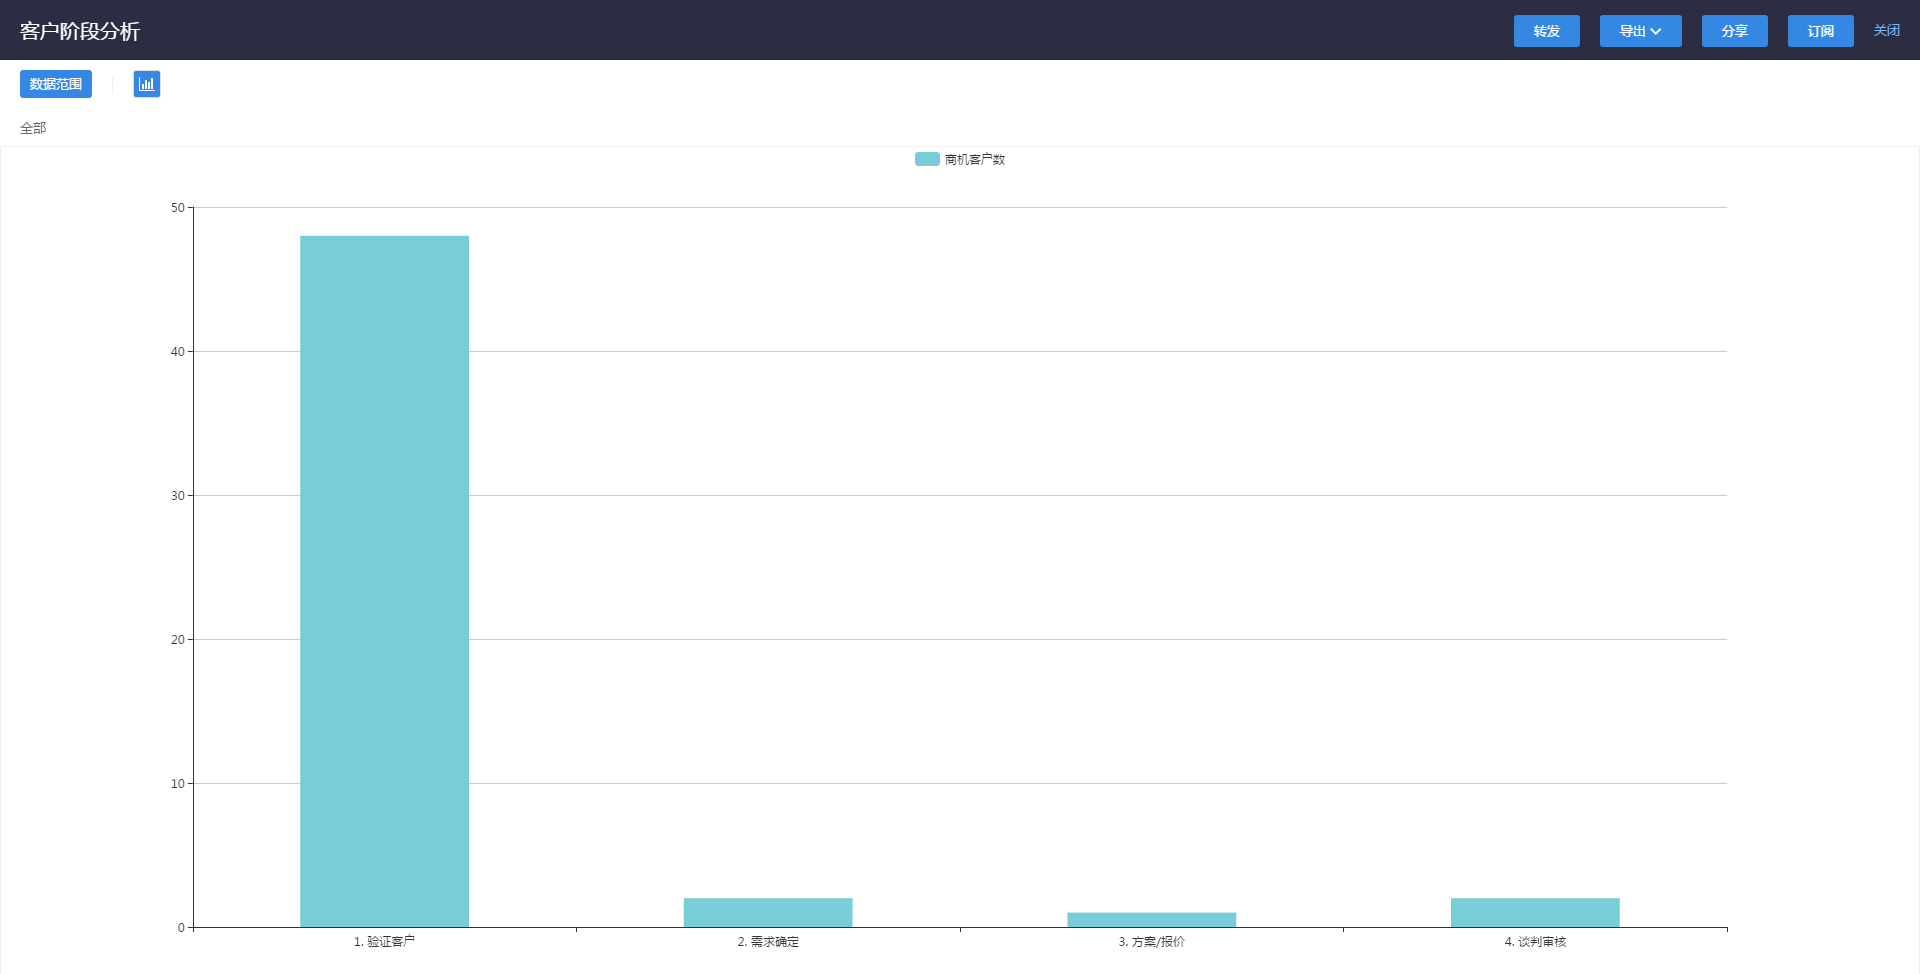 客户阶段分析
转发 导出 分享 订阅 关闭
数据范围
全部
商机客户数
50
40
30
20
10
0
1. 验证客户 2. 需求确定 3. 方案/报价 4. 谈判审核